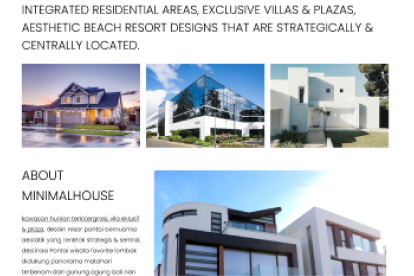 INTEGRATED RESIDENTIAL AREAS, EXCLUSIVE VILLAS & PLAZAS,
AESTHETIC BEACH RESORT DESIGNS THAT ARE STRATEGICALLY &
CENTRALLY LOCATED.
ABOUT
MINIMALHOUSE
kawasan hunian terintergrasi, vila eklusif
& plaza, desain resor pantai bernuansa
estetik yang terletak strategis & sentral,
destinasi Pantai wisata favorite lombok
didukung panorama matahari
terbenam dan gunung agung bali nan